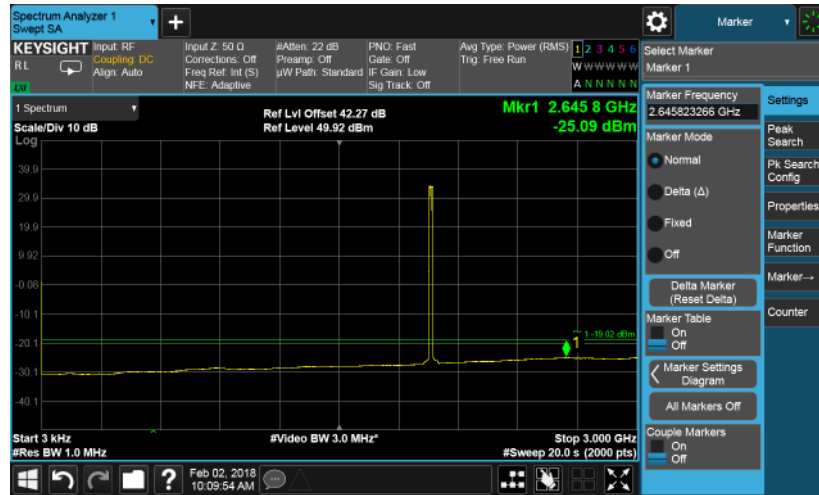 Spectrum Analyzer 1
Swept SA
Marker
KEYSIGHT
RL
Input: RF
Coupling: DC
Align: Auto
Input Z: 50 Ω
Corrections: Off
Freq Ref: Int (S)
NFE: Adaptive
#Atten: 22 dB
Preamp: Off
µW Path: Standard
PNO: Fast
Gate: Off
IF Gain: Low
Sig Track: Off
Avg Type: Power (RMS)
Trig: Free Run
1 2 3 4 5 6
W W W W W W
A N N N N N
Select Marker
Marker 1
LXI
1 Spectrum
Scale/Div 10 dB
Log
Ref Lvl Offset 42.27 dB
Ref Level 49.92 dBm
Mkr1 2.645 8 GHz
-25.09 dBm
39.9
29.9
19.9
9.92
-0.08
-10.1
-20.1
-30.1
-40.1
1 -19.02 dBm
1
Start 3 kHz
#Res BW 1.0 MHz
#Video BW 3.0 MHz*
Stop 3.000 GHz
#Sweep 20.0 s (2000 pts)
Marker Frequency
2.645823266 GHz
Marker Mode
Normal
Delta (Δ)
Fixed
Off
Delta Marker
(Reset Delta)
Marker Table
On
Off
Marker Settings
Diagram
All Markers Off
Couple Markers
On
Off
Settings
Peak
Search
Pk Search
Config
Properties
Marker
Function
Marker→
Counter
Feb 02, 2018
10:09:54 AM